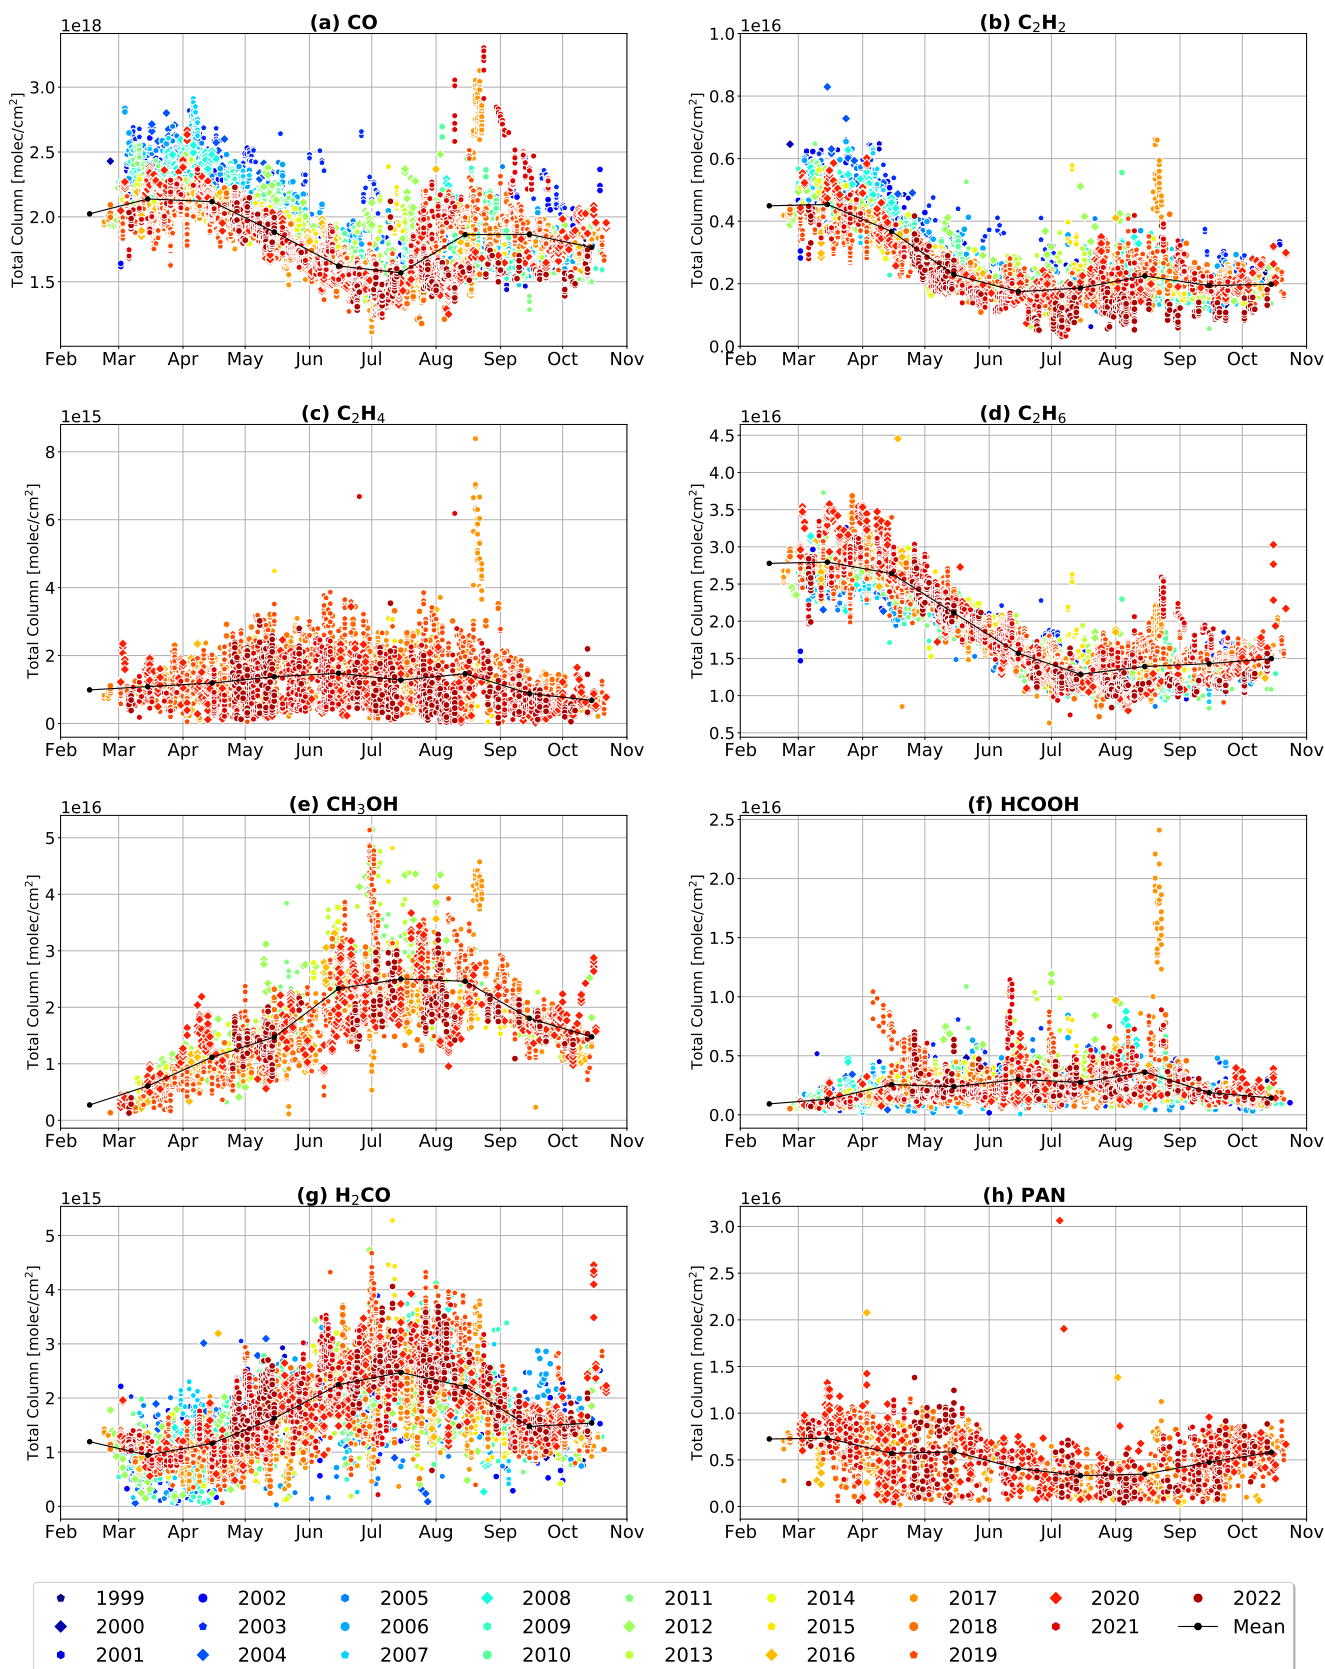 (a) CO
1e18
Total Column [molec/cm²]
3.0
2.5
2.0
1.5
Feb Mar Apr May Jun Jul Aug Sep Oct Nov
(b) C₂H₂
1e16
Total Column [molec/cm²]
1.0
0.8
0.6
0.4
0.2
0.0
Feb Mar Apr May Jun Jul Aug Sep Oct Nov
(c) C₂H₄
1e15
Total Column [molec/cm²]
8
6
4
2
0
Feb Mar Apr May Jun Jul Aug Sep Oct Nov
(d) C₂H₆
1e16
Total Column [molec/cm²]
4.5
4.0
3.5
3.0
2.5
2.0
1.5
1.0
0.5
Feb Mar Apr May Jun Jul Aug Sep Oct Nov
(e) CH₃OH
1e16
Total Column [molec/cm²]
5
4
3
2
1
0
Feb Mar Apr May Jun Jul Aug Sep Oct Nov
(f) HCOOH
1e16
Total Column [molec/cm²]
2.5
2.0
1.5
1.0
0.5
0.0
Feb Mar Apr May Jun Jul Aug Sep Oct Nov
(g) H₂CO
1e15
Total Column [molec/cm²]
5
4
3
2
1
0
Feb Mar Apr May Jun Jul Aug Sep Oct Nov
(h) PAN
1e16
Total Column [molec/cm²]
3.0
2.5
2.0
1.5
1.0
0.5
0.0
Feb Mar Apr May Jun Jul Aug Sep Oct Nov
1999 2002 2005 2008 2011 2014 2017 2020 2022
2000 2003 2006 2009 2012 2015 2018 2021 Mean
2001 2004 2007 2010 2013 2016 2019